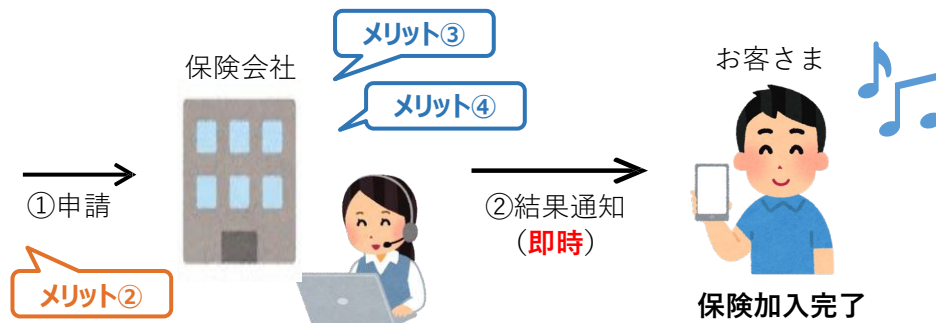 メリット③
保険会社
お客さま
メリット④
①申請
②結果通知
（即時）
メリット②
保険加入完了